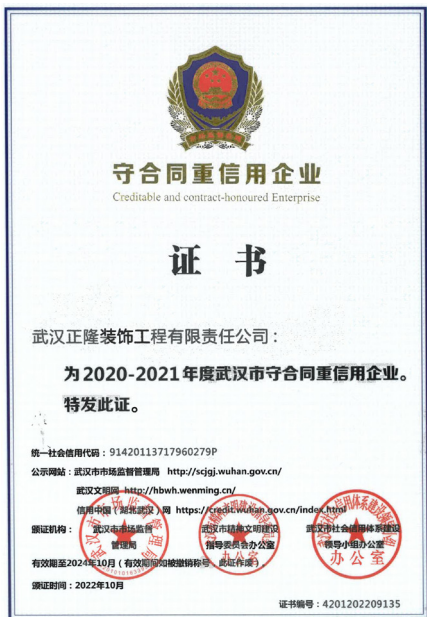 守合同重信用企业
Creditable and contract-honoured Enterprise
证 书
武汉正隆装饰工程有限责任公司：
为2020-2021年度武汉市守合同重信用企业。
特发此证。
统一社会信用代码：91420113717960279P
公示网站：武汉市市场监督管理局 http://scjgj.wuhan.gov.cn/
武汉文明网 http://hbwh.wenming.cn/
信用中国（湖北武汉）网 https://credit.wuhan.gov.cn/index.html
颁证机构： 武汉市市场监督 武汉市精神文明建设 武汉市社会信用体系建设
管理局 指导委员会办公室 领导小组办公室
办公室 办公室
有效期至2024年10月（有效期间如被撤销称号，此证作废）
颁证时间：2022年10月
证书编号：4201202209135